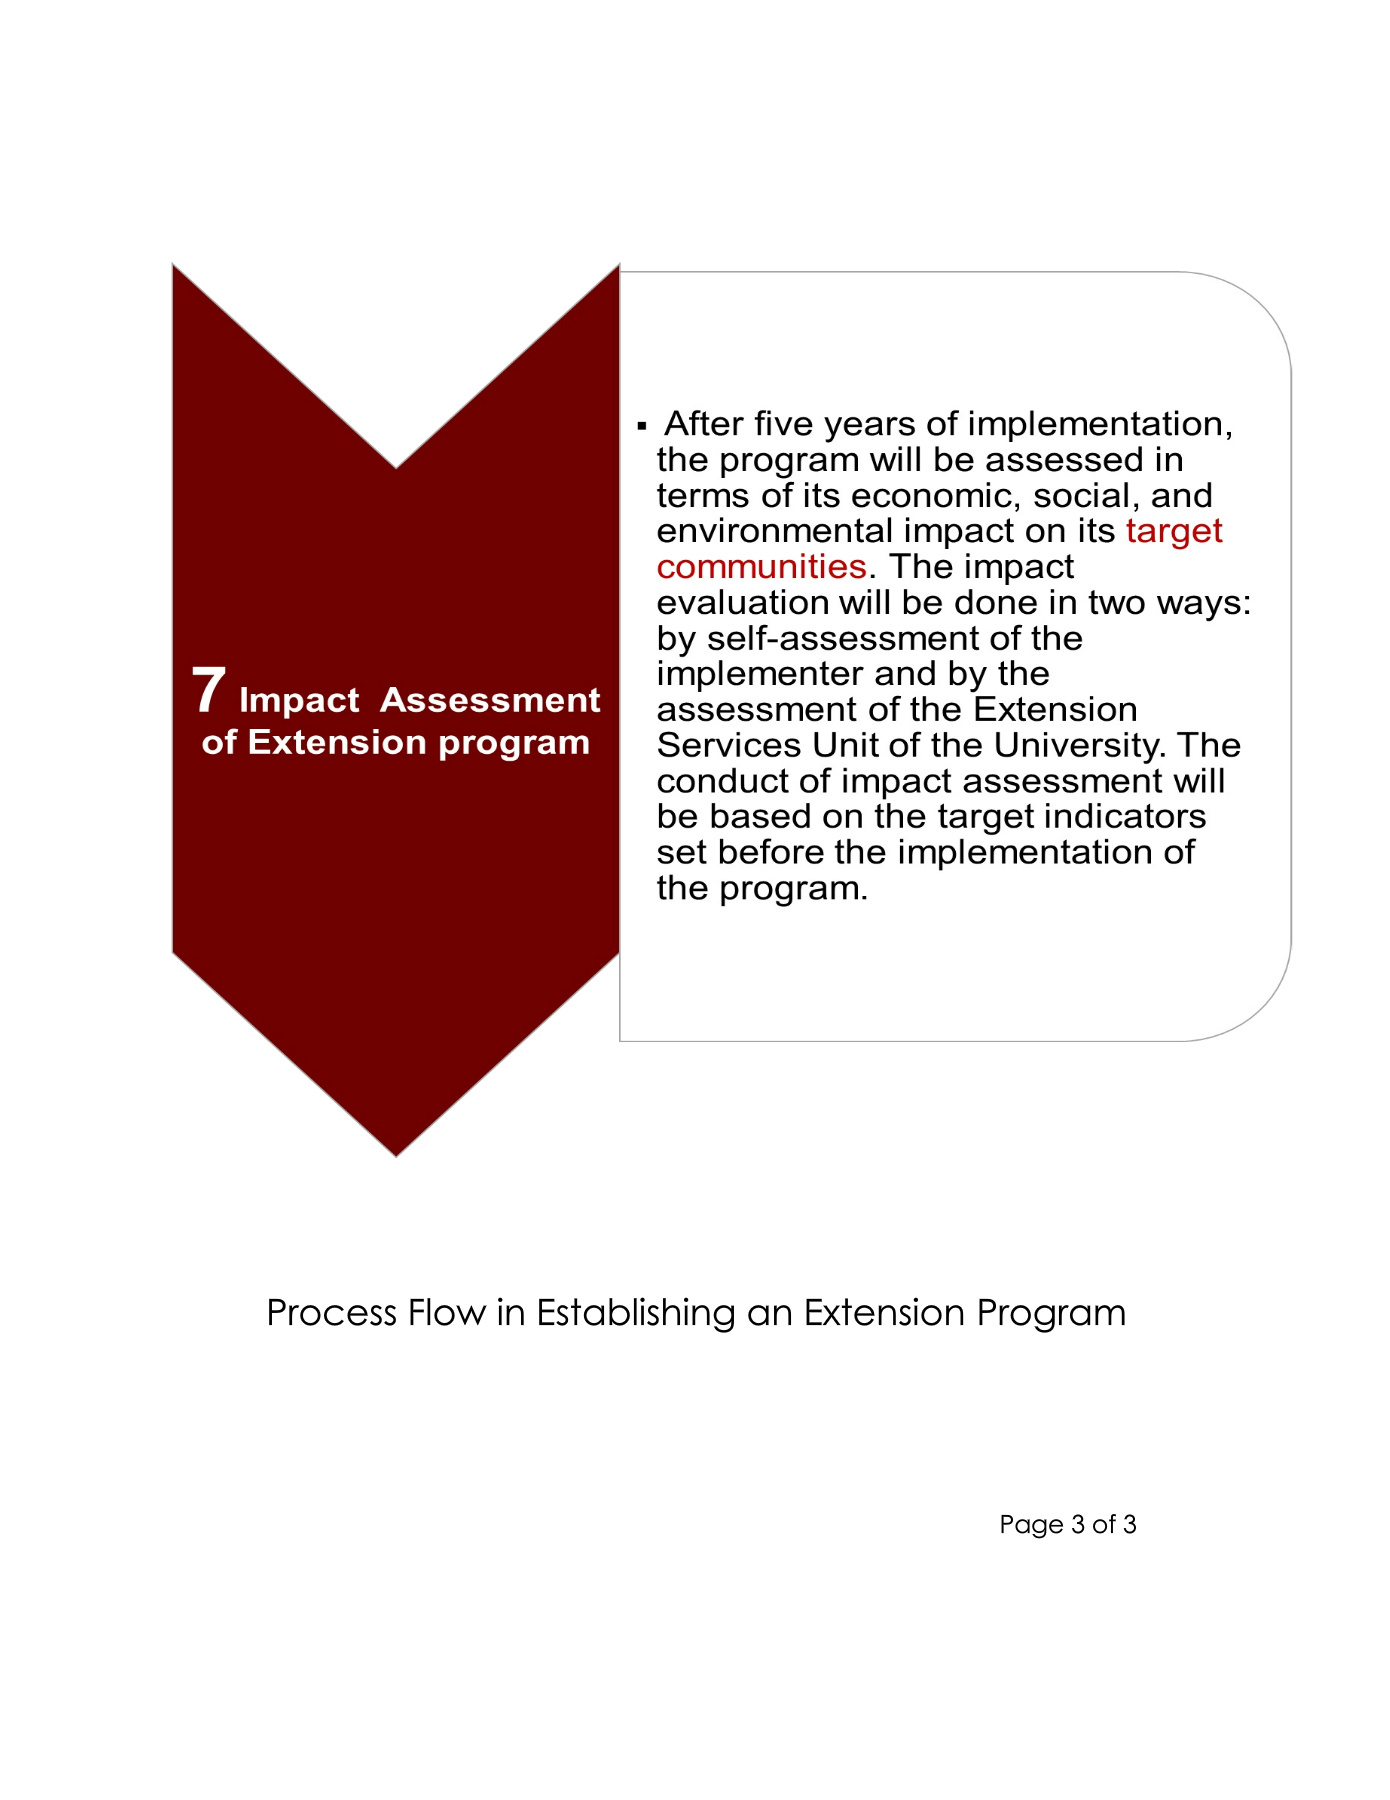 7 Impact  Assessment
of Extension program
▪ After five years of implementation,
the program will be assessed in
terms of its economic, social, and
environmental impact on its target
communities. The impact
evaluation will be done in two ways:
by self-assessment of the
implementer and by the
assessment of the Extension
Services Unit of the University. The
conduct of impact assessment will
be based on the target indicators
set before the implementation of
the program.
Process Flow in Establishing an Extension Program
Page 3 of 3